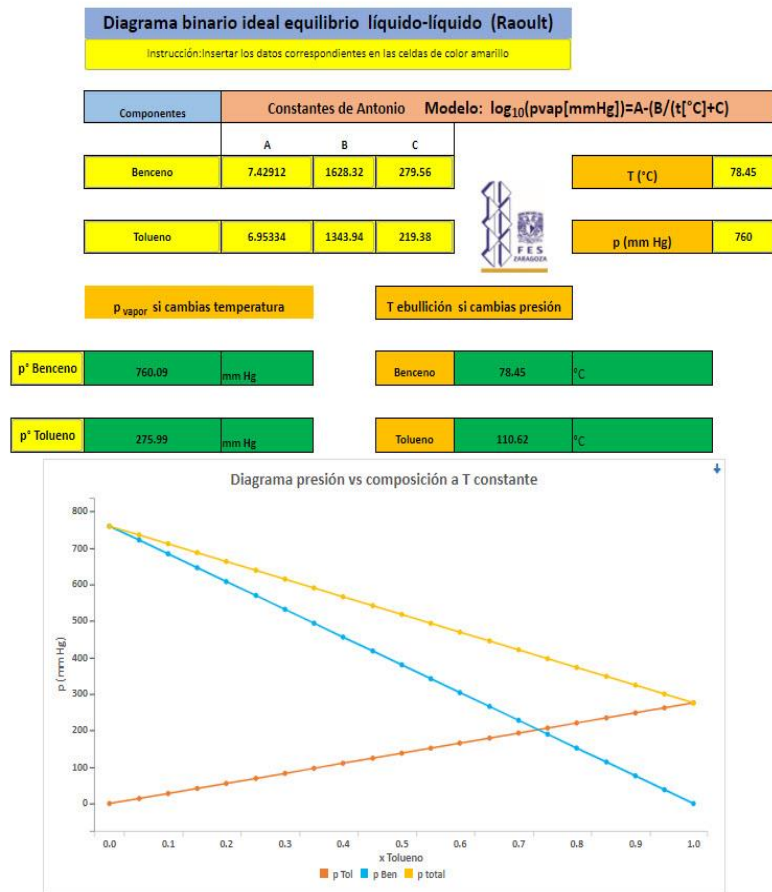 Diagrama binario ideal equilibrio líquido-líquido (Raoult)
Instrucción:Insertar los datos correspondientes en las celdas de color amarillo
Componentes
Constantes de Antonio Modelo: log₁₀(pvap[mmHg])=A-(B/(t[°C]+C)
A B C
Benceno 7.42912 1628.32 279.56 T (°C) 78.45
Tolueno 6.95334 1343.94 219.38 p (mm Hg) 760
FES
ZARAGOZA
p vapor si cambias temperatura T ebullición si cambias presión
p° Benceno 760.09 mm Hg Benceno 78.45 °C
p° Tolueno 275.99 mm Hg Tolueno 110.62 °C
Diagrama presión vs composición a T constante
800
700
600
500
400
300
200
100
0
p (mm Hg)
0.0 0.1 0.2 0.3 0.4 0.5 0.6 0.7 0.8 0.9 1.0
x Tolueno
p Tol p Ben p total